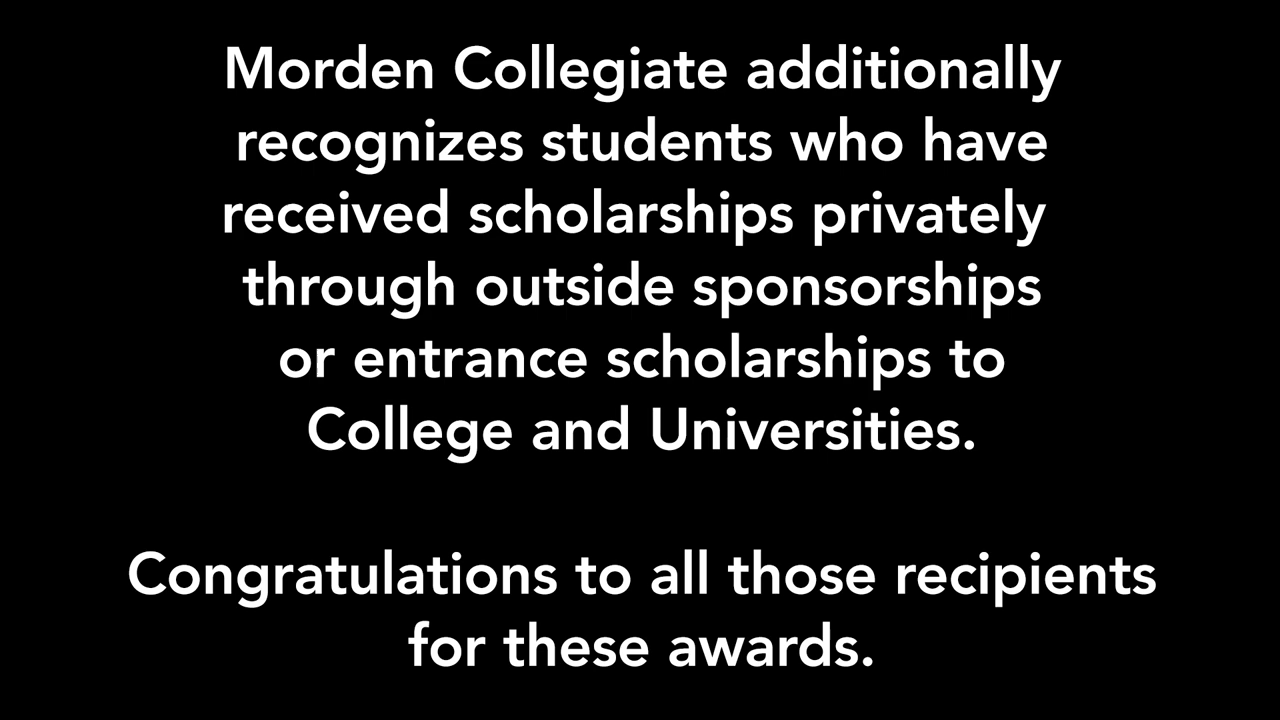 Morden Collegiate additionally
recognizes students who have
received scholarships privately
through outside sponsorships
or entrance scholarships to
College and Universities.
Congratulations to all those recipients
for these awards.